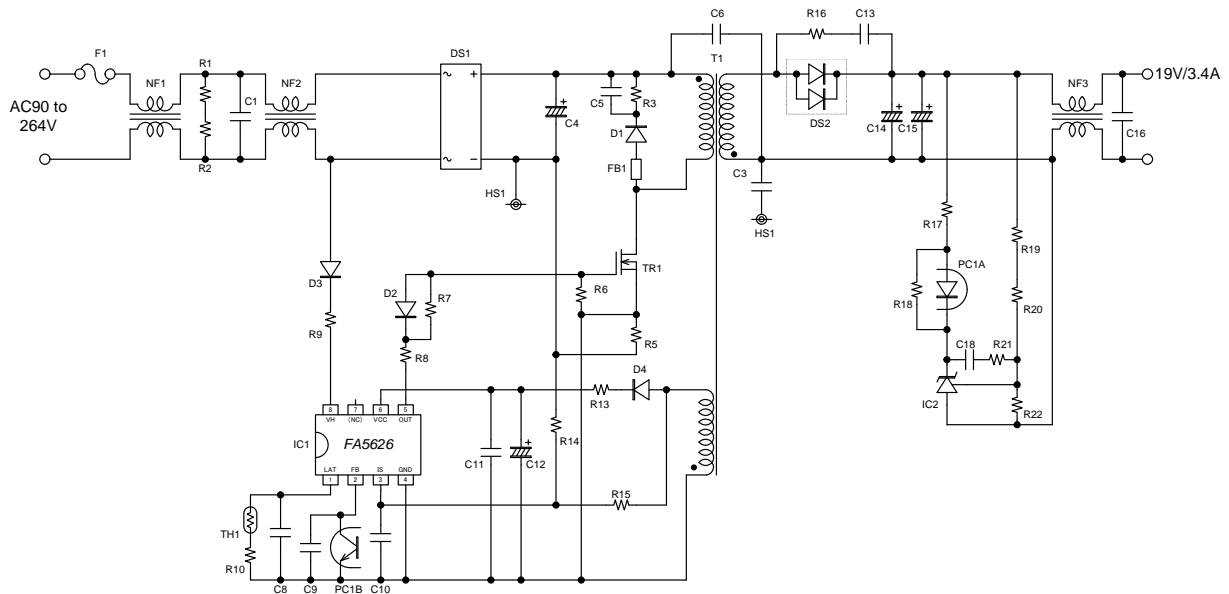 C6
R16
C13
F1
T1
DS1
NF1
R1
NF2
NF3
19V/3.4A
AC90 to
264V
C1
C5
R3
C4
D1
DS2
C14
C15
C16
R2
FB1
C3
HS1
HS1
R17
R19
TR1
PC1A
D3
D2
R7
R6
R18
R20
R9
R8
R5
C18
R21
D4
IC2
R22
R13
8
7
6
5
VH
(NC)
VCC
OUT
R14
IC1
FA5626
C11
C12
LAT
FB
IS
GND
1
2
3
4
R15
TH1
R10
C8
C9
PC1B
C10